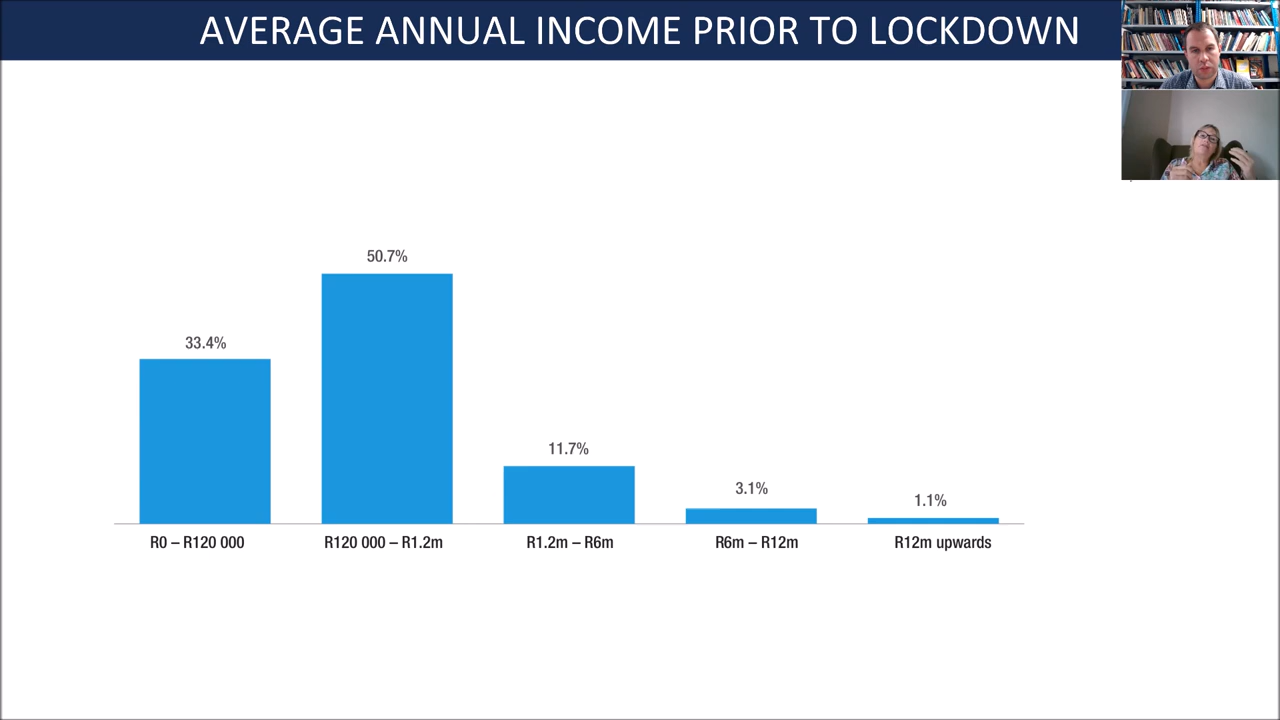 AVERAGE ANNUAL INCOME PRIOR TO LOCKDOWN
50.7%
33.4%
11.7%
3.1%
1.1%
R0 – R120 000
R120 000 – R1.2m
R1.2m – R6m
R6m – R12m
R12m upwards